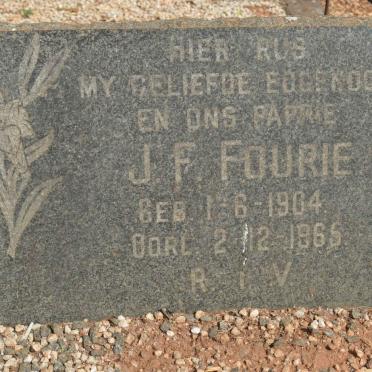 HIER RUS
MY GELIEFDE EGGENOO
EN ONS PAPPIE
J. F. FOURIE
GEB. 1-6-1904
OORL. 2-12-1965
R. I. V.